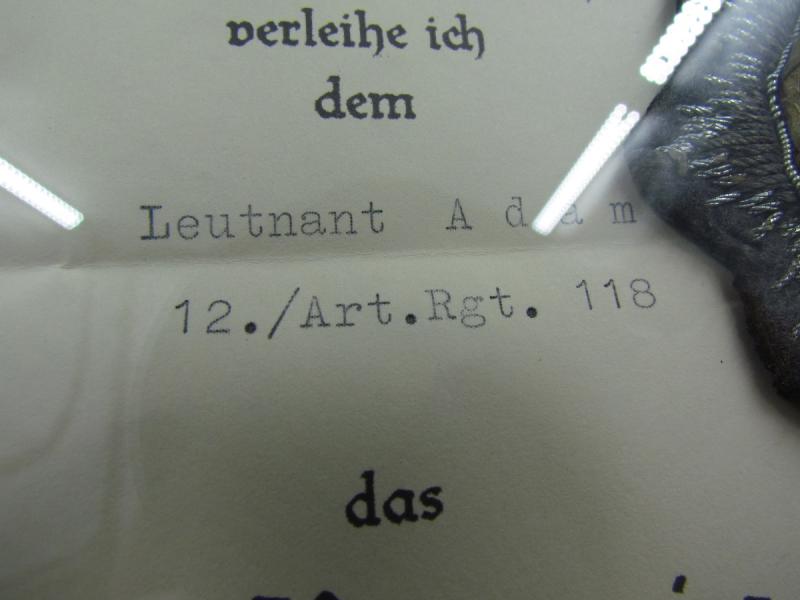 verleihe ich
dem
Leutnant A d a m
12./Art.Rgt. 118
das